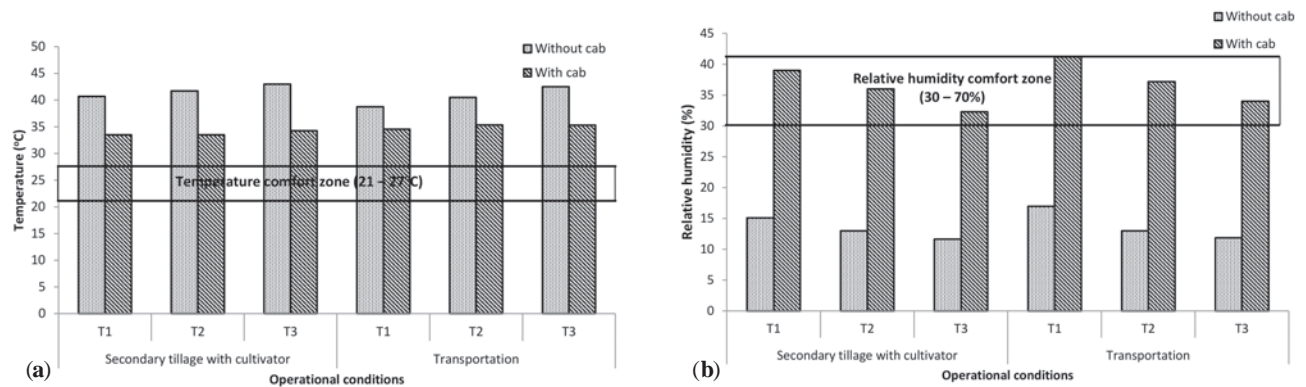 50
45
40
35
30
25
20
15
10
5
0
Temperature (°C)
Without cab
With cab
Temperature comfort zone (21 – 27°C)
T1 T2 T3 T1 T2 T3
Secondary tillage with cultivator Transportation
Operational conditions
(a)
45
40
35
30
25
20
15
10
5
0
Relative humidity (%)
Without cab
With cab
Relative humidity comfort zone
(30 – 70%)
T1 T2 T3 T1 T2 T3
Secondary tillage with cultivator Transportation
Operational conditions
(b)